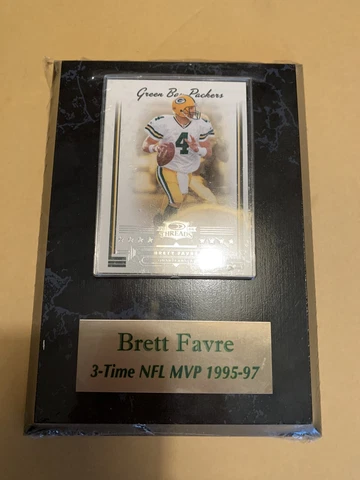 Green Bay Packers
G
4
THREADS
Brett Favre
3-Time NFL MVP 1995-97